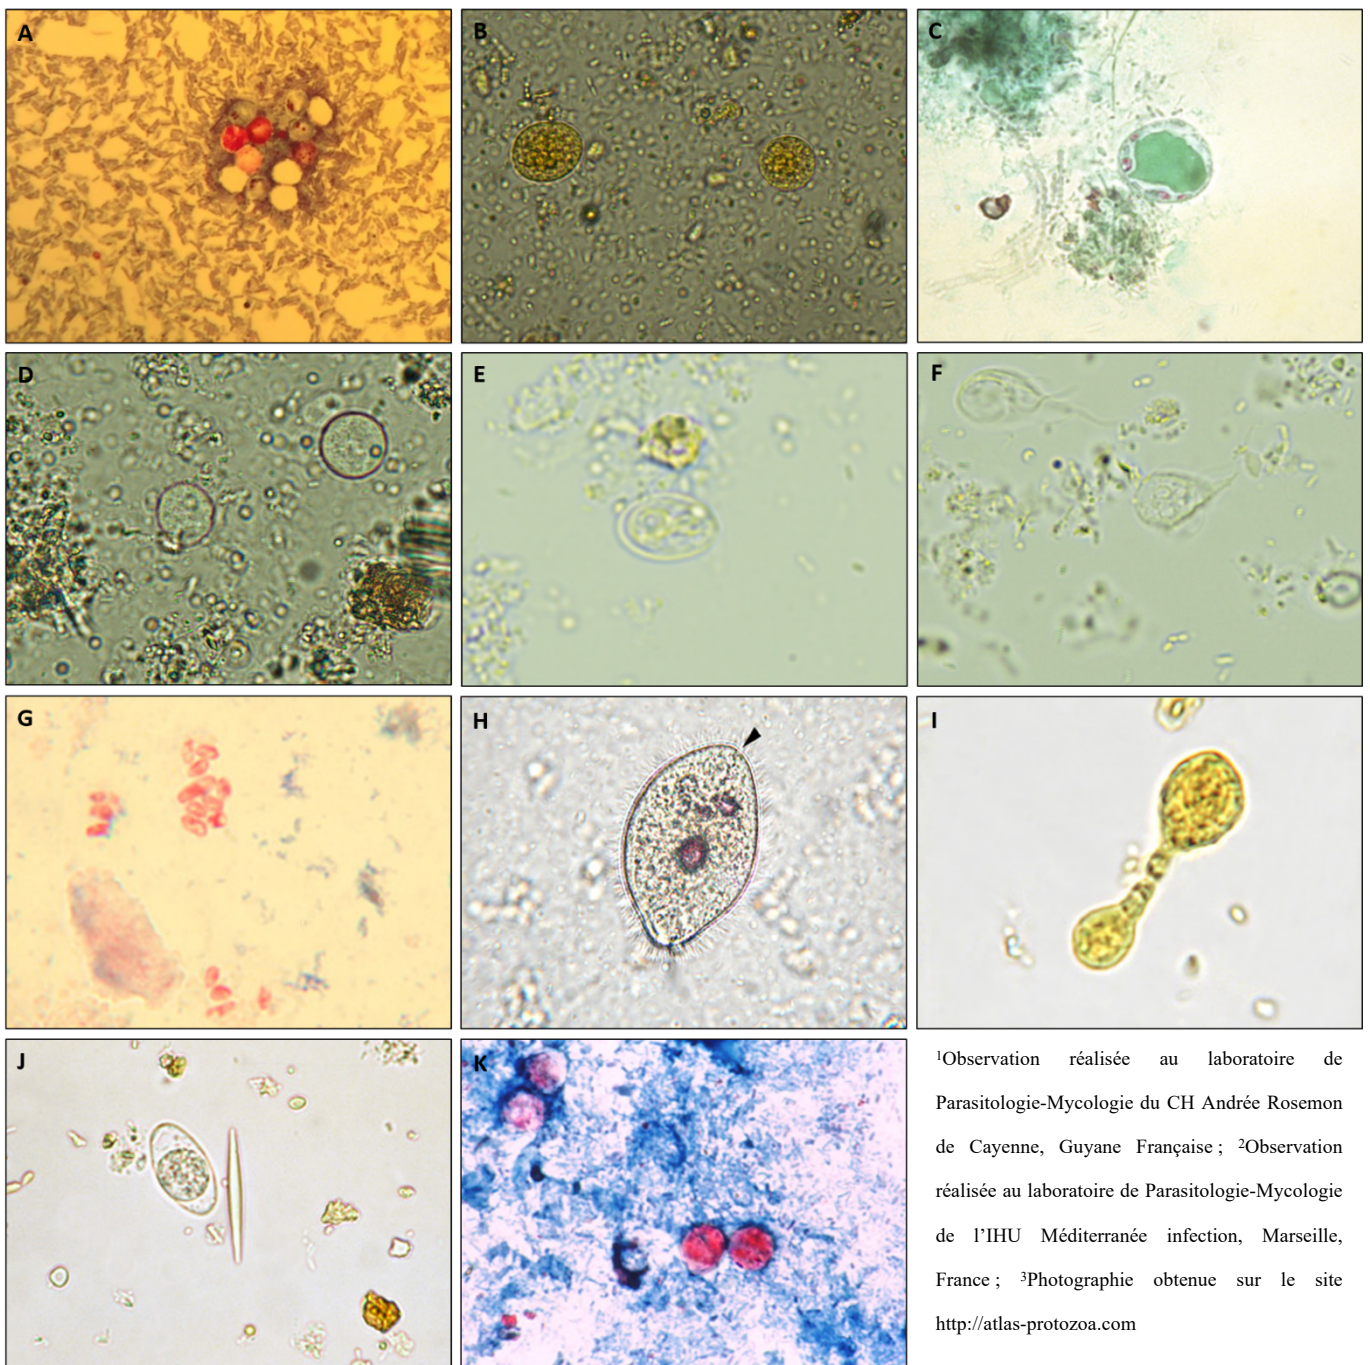 A
B
C
D
E
F
G
H
I
J
K
¹Observation réalisée au laboratoire de
Parasitologie-Mycologie du CH Andrée Rosemon
de Cayenne, Guyane Française ; ²Observation
réalisée au laboratoire de Parasitologie-Mycologie
de l’IHU Méditerranée infection, Marseille,
France ; ³Photographie obtenue sur le site
http://atlas-protozoa.com